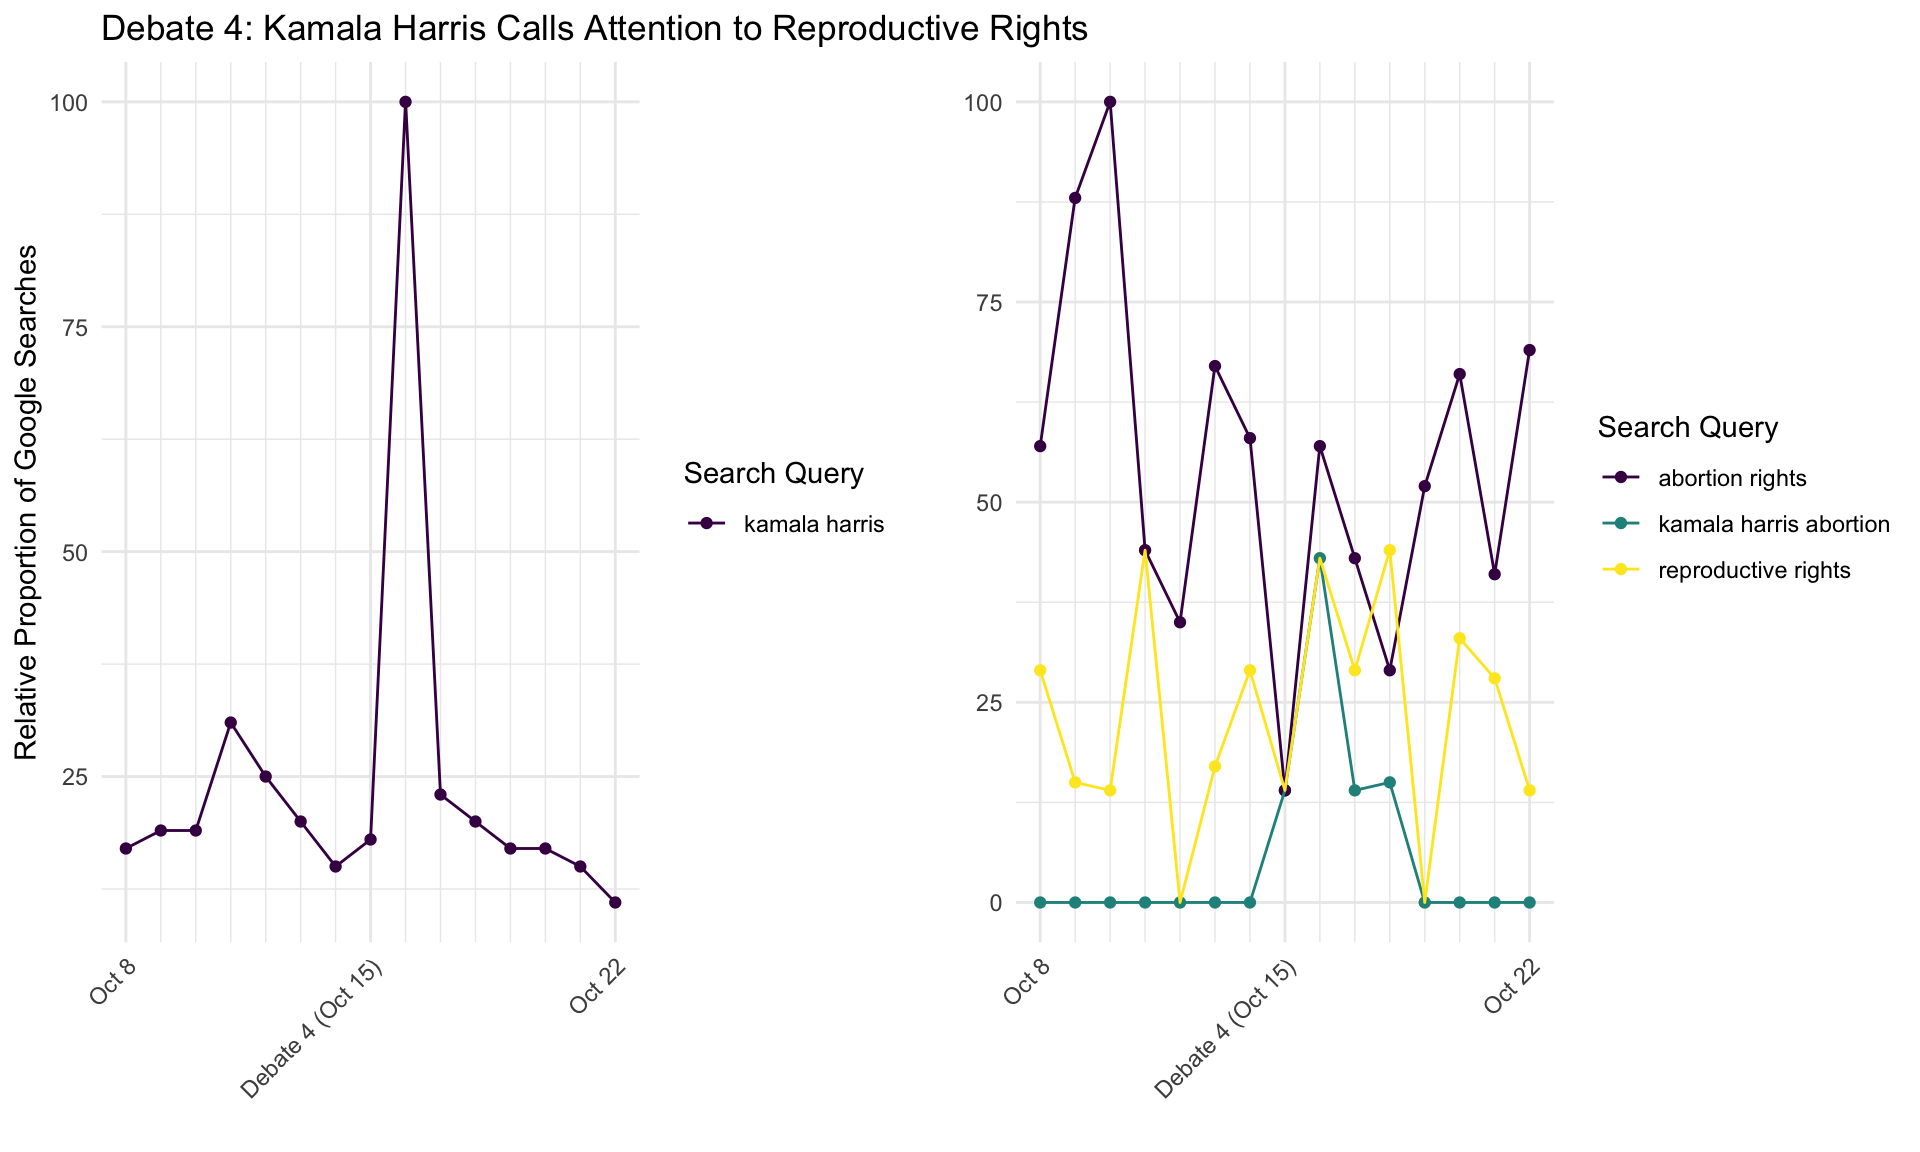 Debate 4: Kamala Harris Calls Attention to Reproductive Rights
Relative Proportion of Google Searches
100
75
50
25
Oct 8
Debate 4 (Oct 15)
Oct 22
Search Query
kamala harris
100
75
50
25
0
Oct 8
Debate 4 (Oct 15)
Oct 22
Search Query
abortion rights
kamala harris abortion
reproductive rights